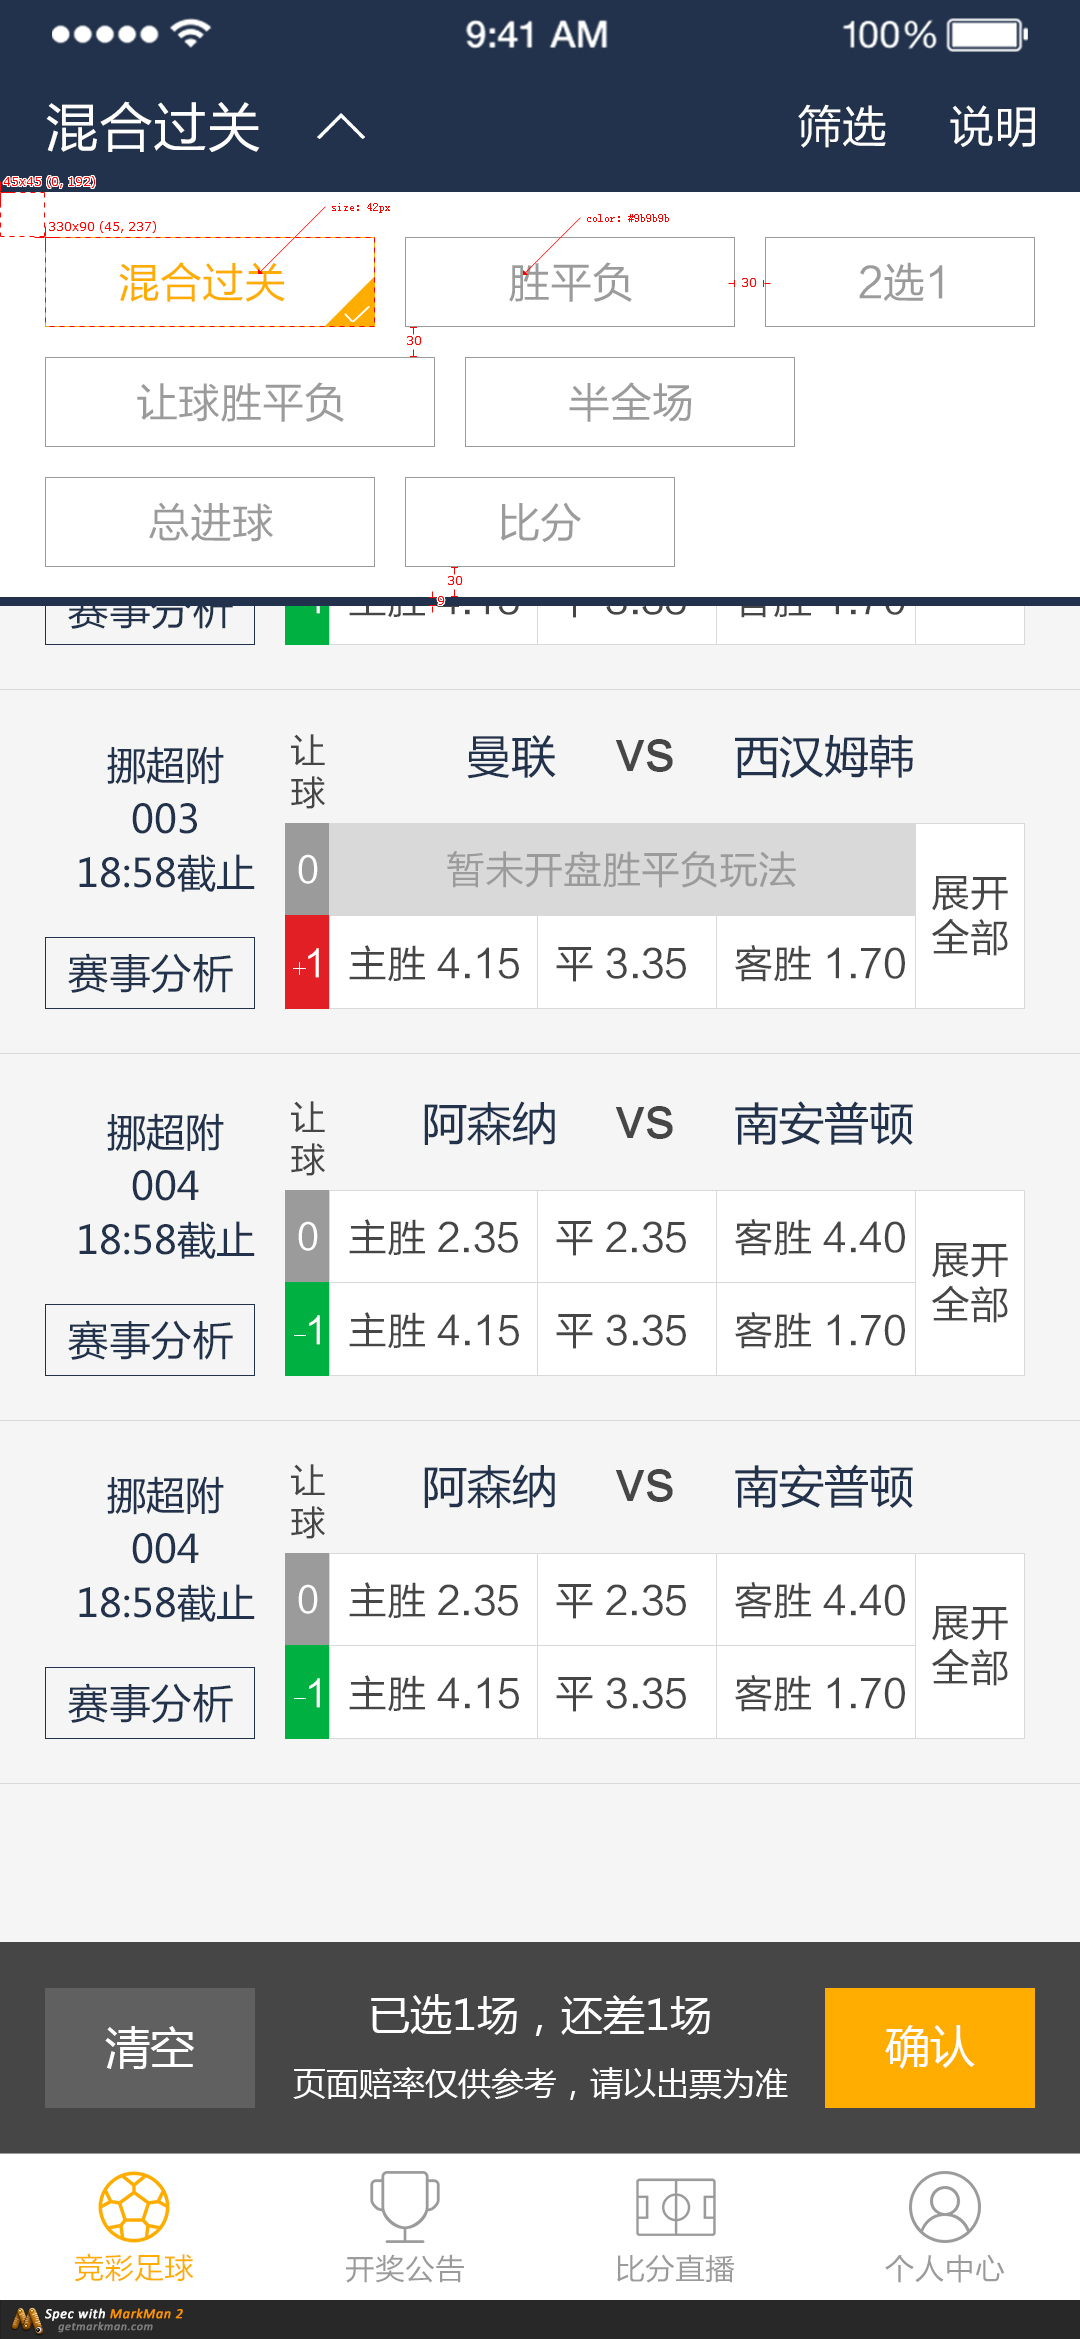 9:41 AM 100%
混合过关 筛选 说明
45x45 (0, 192)
size: 42px
color: #9b9b9b
330x90 (45, 237)
混合过关 胜平负 30 2选1
30
让球胜平负 半全场
总进球 比分
30
9
赛事分析 -1 主胜 4.15 平 3.35 客胜 1.70
挪超附
003
18:58截止
赛事分析
让球
曼联 VS 西汉姆韩
0 暂未开盘胜平负玩法
+1 主胜 4.15 平 3.35 客胜 1.70
展开
全部
挪超附
004
18:58截止
赛事分析
让球
阿森纳 VS 南安普顿
0 主胜 2.35 平 2.35 客胜 4.40
-1 主胜 4.15 平 3.35 客胜 1.70
展开
全部
挪超附
004
18:58截止
赛事分析
让球
阿森纳 VS 南安普顿
0 主胜 2.35 平 2.35 客胜 4.40
-1 主胜 4.15 平 3.35 客胜 1.70
展开
全部
清空
已选1场，还差1场
页面赔率仅供参考，请以出票为准
确认
竞彩足球 开奖公告 比分直播 个人中心
Spec with MarkMan 2
getmarkman.com